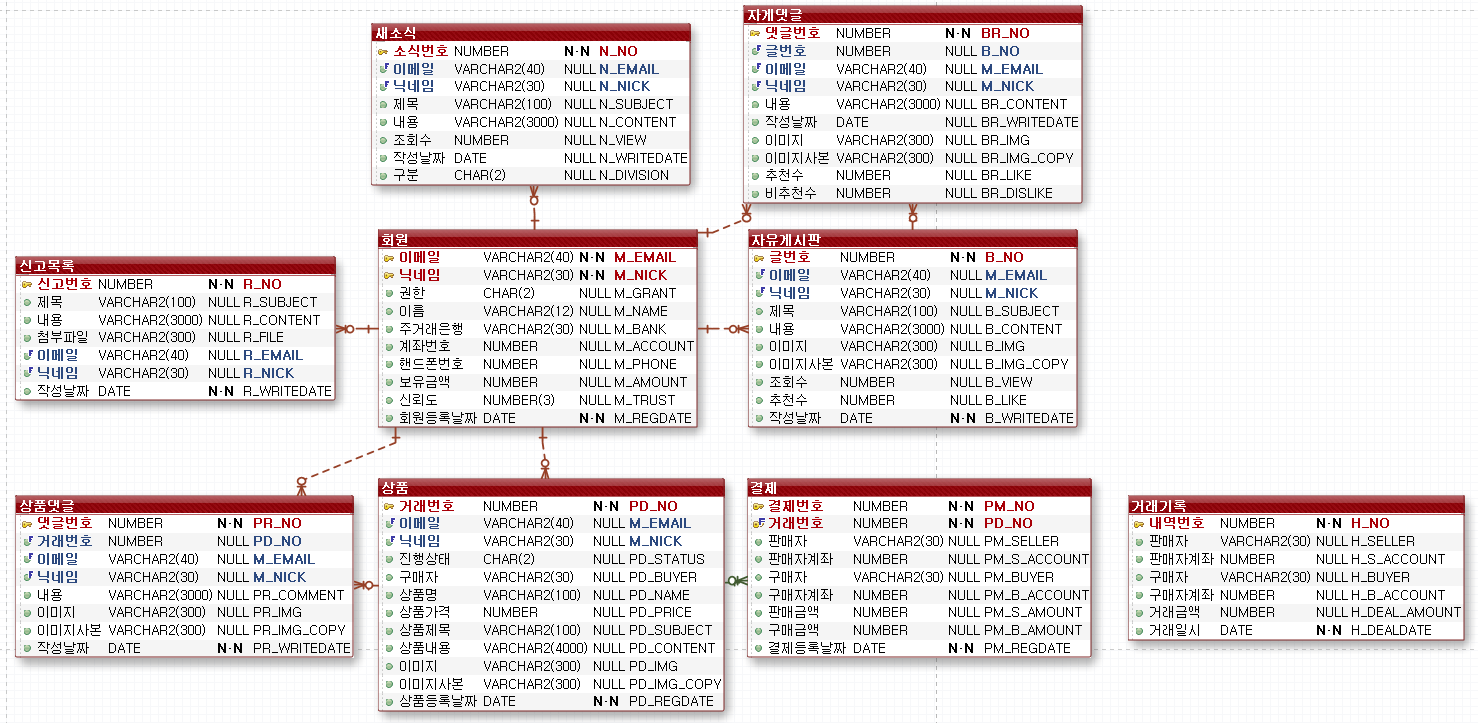 새소식
소식번호 NUMBER N·N N_NO
이메일 VARCHAR2(40) NULL N_EMAIL
닉네임 VARCHAR2(30) NULL N_NICK
제목 VARCHAR2(100) NULL N_SUBJECT
내용 VARCHAR2(3000) NULL N_CONTENT
조회수 NUMBER NULL N_VIEW
작성날짜 DATE NULL N_WRITEDATE
구분 CHAR(2) NULL N_DIVISION
자게댓글
댓글번호 NUMBER N·N BR_NO
글번호 NUMBER NULL B_NO
이메일 VARCHAR2(40) NULL M_EMAIL
닉네임 VARCHAR2(30) NULL M_NICK
내용 VARCHAR2(3000) NULL BR_CONTENT
작성날짜 DATE NULL BR_WRITEDATE
이미지 VARCHAR2(300) NULL BR_IMG
이미지사본 VARCHAR2(300) NULL BR_IMG_COPY
추천수 NUMBER NULL BR_LIKE
비추천수 NUMBER NULL BR_DISLIKE
신고목록
신고번호 NUMBER N·N R_NO
제목 VARCHAR2(100) NULL R_SUBJECT
내용 VARCHAR2(3000) NULL R_CONTENT
첨부파일 VARCHAR2(300) NULL R_FILE
이메일 VARCHAR2(40) NULL R_EMAIL
닉네임 VARCHAR2(30) NULL R_NICK
작성날짜 DATE N·N R_WRITEDATE
회원
이메일 VARCHAR2(40) N·N M_EMAIL
닉네임 VARCHAR2(30) N·N M_NICK
권한 CHAR(2) NULL M_GRANT
이름 VARCHAR2(12) NULL M_NAME
주거래은행 VARCHAR2(30) NULL M_BANK
계좌번호 NUMBER NULL M_ACCOUNT
핸드폰번호 NUMBER NULL M_PHONE
보유금액 NUMBER NULL M_AMOUNT
신뢰도 NUMBER(3) NULL M_TRUST
회원등록날짜 DATE N·N M_REGDATE
자유게시판
글번호 NUMBER N·N B_NO
이메일 VARCHAR2(40) NULL M_EMAIL
닉네임 VARCHAR2(30) NULL M_NICK
제목 VARCHAR2(100) NULL B_SUBJECT
내용 VARCHAR2(3000) NULL B_CONTENT
이미지 VARCHAR2(300) NULL B_IMG
이미지사본 VARCHAR2(300) NULL B_IMG_COPY
조회수 NUMBER NULL B_VIEW
추천수 NUMBER NULL B_LIKE
작성날짜 DATE N·N B_WRITEDATE
상품댓글
댓글번호 NUMBER N·N PR_NO
거래번호 NUMBER NULL PD_NO
이메일 VARCHAR2(40) NULL M_EMAIL
닉네임 VARCHAR2(30) NULL M_NICK
내용 VARCHAR2(3000) NULL PR_COMMENT
이미지 VARCHAR2(300) NULL PR_IMG
이미지사본 VARCHAR2(300) NULL PR_IMG_COPY
작성날짜 DATE N·N PR_WRITEDATE
상품
거래번호 NUMBER N·N PD_NO
이메일 VARCHAR2(40) NULL M_EMAIL
닉네임 VARCHAR2(30) NULL M_NICK
진행상태 CHAR(2) NULL PD_STATUS
구매자 VARCHAR2(30) NULL PD_BUYER
상품명 VARCHAR2(100) NULL PD_NAME
상품가격 NUMBER NULL PD_PRICE
상품제목 VARCHAR2(100) NULL PD_SUBJECT
상품내용 VARCHAR2(4000) NULL PD_CONTENT
이미지 VARCHAR2(300) NULL PD_IMG
이미지사본 VARCHAR2(300) NULL PD_IMG_COPY
상품등록날짜 DATE N·N PD_REGDATE
결제
결제번호 NUMBER N·N PM_NO
거래번호 NUMBER N·N PD_NO
판매자 VARCHAR2(30) NULL PM_SELLER
판매자계좌 NUMBER NULL PM_S_ACCOUNT
구매자 VARCHAR2(30) NULL PM_BUYER
구매자계좌 NUMBER NULL PM_B_ACCOUNT
판매금액 NUMBER NULL PM_S_AMOUNT
구매금액 NUMBER NULL PM_B_AMOUNT
결제등록날짜 DATE N·N PM_REGDATE
거래기록
내역번호 NUMBER N·N H_NO
판매자 VARCHAR2(30) NULL H_SELLER
판매자계좌 NUMBER NULL H_S_ACCOUNT
구매자 VARCHAR2(30) NULL H_BUYER
구매자계좌 NUMBER NULL H_B_ACCOUNT
거래금액 NUMBER NULL H_DEAL_AMOUNT
거래일시 DATE N·N H_DEALDATE